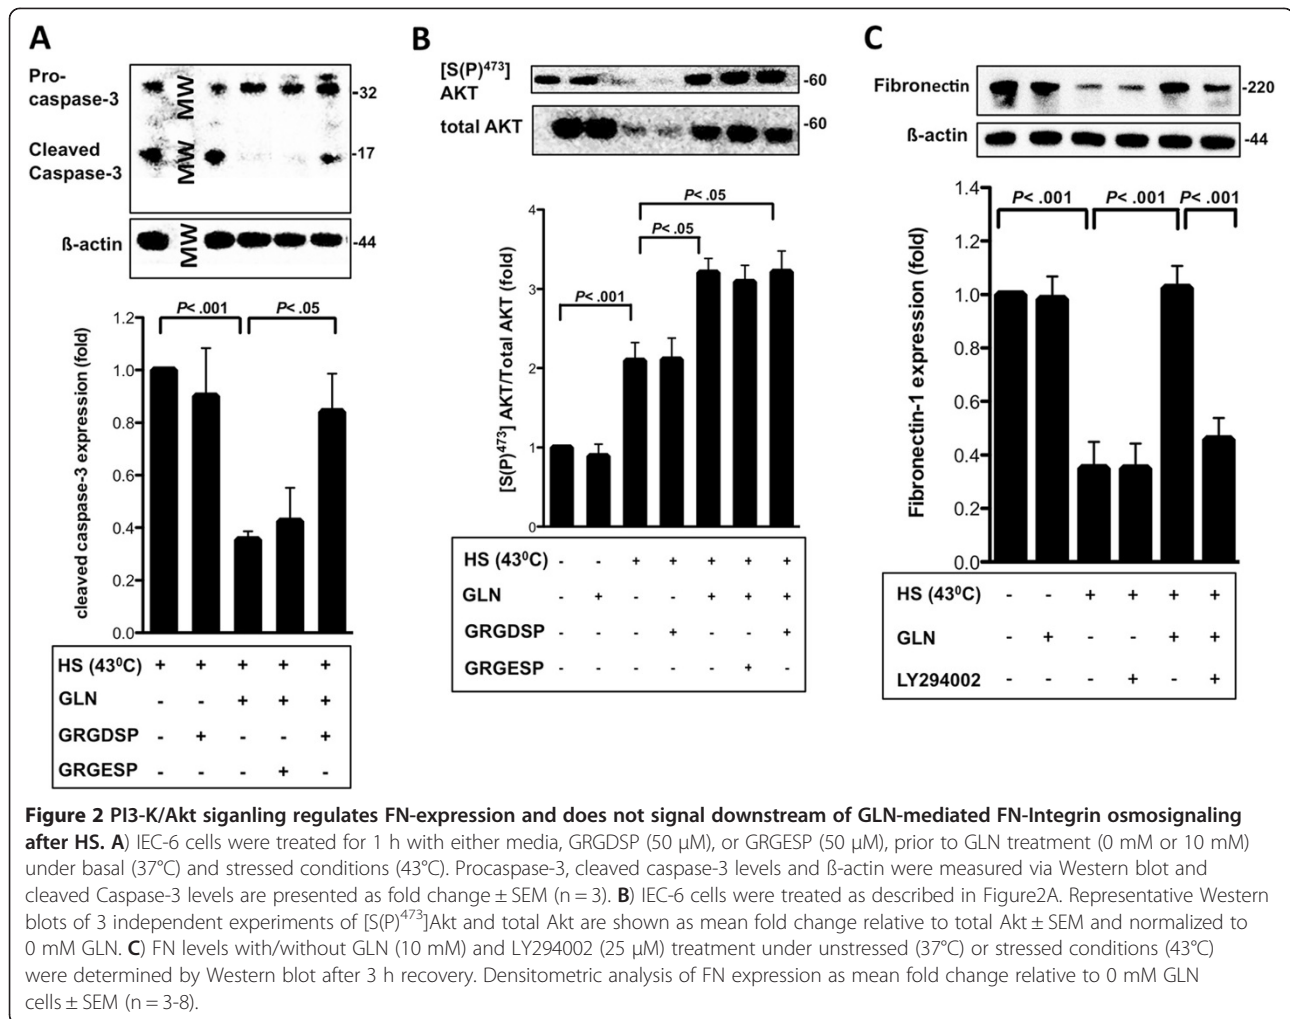 A
Pro-
caspase-3
MW
-32
Cleaved
Caspase-3
MW
-17
ß-actin
MW
-44
P< .001
P< .05
cleaved caspase-3 expression (fold)
1.2
1.0
0.8
0.6
0.4
0.2
0.0
HS (43⁰C) + + + + +
GLN - - + + +
GRGDSP - + - - +
GRGESP - - - + -
B
[S(P)⁴⁷³]
AKT
-60
total AKT
-60
P< .05
P< .05
P< .001
[S(P)⁴⁷³] AKT/Total AKT (fold)
4
3
2
1
0
HS (43⁰C) - - + + + + +
GLN - + - - + + +
GRGDSP - - - + - - +
GRGESP - - - - - + -
C
Fibronectin
-220
ß-actin
-44
P< .001
P< .001
P< .001
Fibronectin-1 expression (fold)
1.4
1.2
1.0
0.8
0.6
0.4
0.2
0.0
HS (43⁰C) - - + + + +
GLN - + - - + +
LY294002 - - - + - +
Figure 2 PI3-K/Akt siganling regulates FN-expression and does not signal downstream of GLN-mediated FN-Integrin osmosignaling
after HS. A) IEC-6 cells were treated for 1 h with either media, GRGDSP (50 μM), or GRGESP (50 μM), prior to GLN treatment (0 mM or 10 mM)
under basal (37°C) and stressed conditions (43°C). Procaspase-3, cleaved caspase-3 levels and ß-actin were measured via Western blot and
cleaved Caspase-3 levels are presented as fold change ± SEM (n = 3). B) IEC-6 cells were treated as described in Figure2A. Representative Western
blots of 3 independent experiments of [S(P)⁴⁷³]Akt and total Akt are shown as mean fold change relative to total Akt ± SEM and normalized to
0 mM GLN. C) FN levels with/without GLN (10 mM) and LY294002 (25 μM) treatment under unstressed (37°C) or stressed conditions (43°C)
were determined by Western blot after 3 h recovery. Densitometric analysis of FN expression as mean fold change relative to 0 mM GLN
cells ± SEM (n = 3-8).